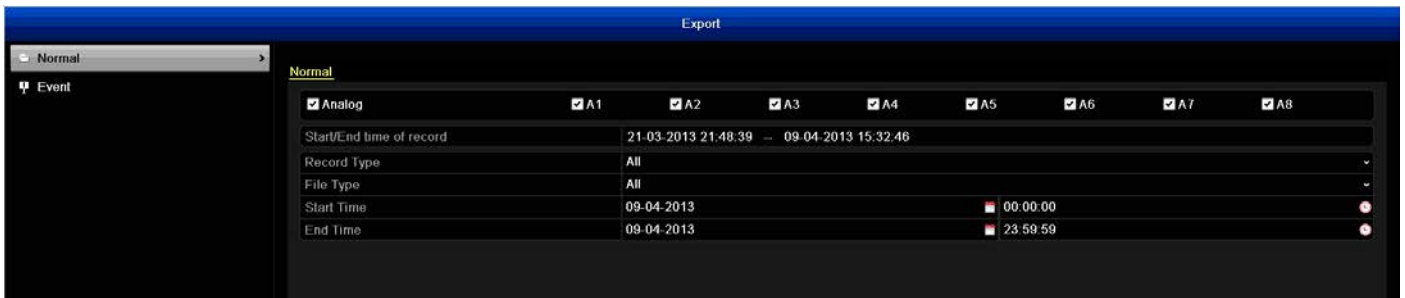 Export
Normal
Event
Normal
Analog A1 A2 A3 A4 A5 A6 A7 A8
Start/End time of record 21-03-2013 21:48:39 -- 09-04-2013 15:32:46
Record Type All
File Type All
Start Time 09-04-2013 00:00:00
End Time 09-04-2013 23:59:59